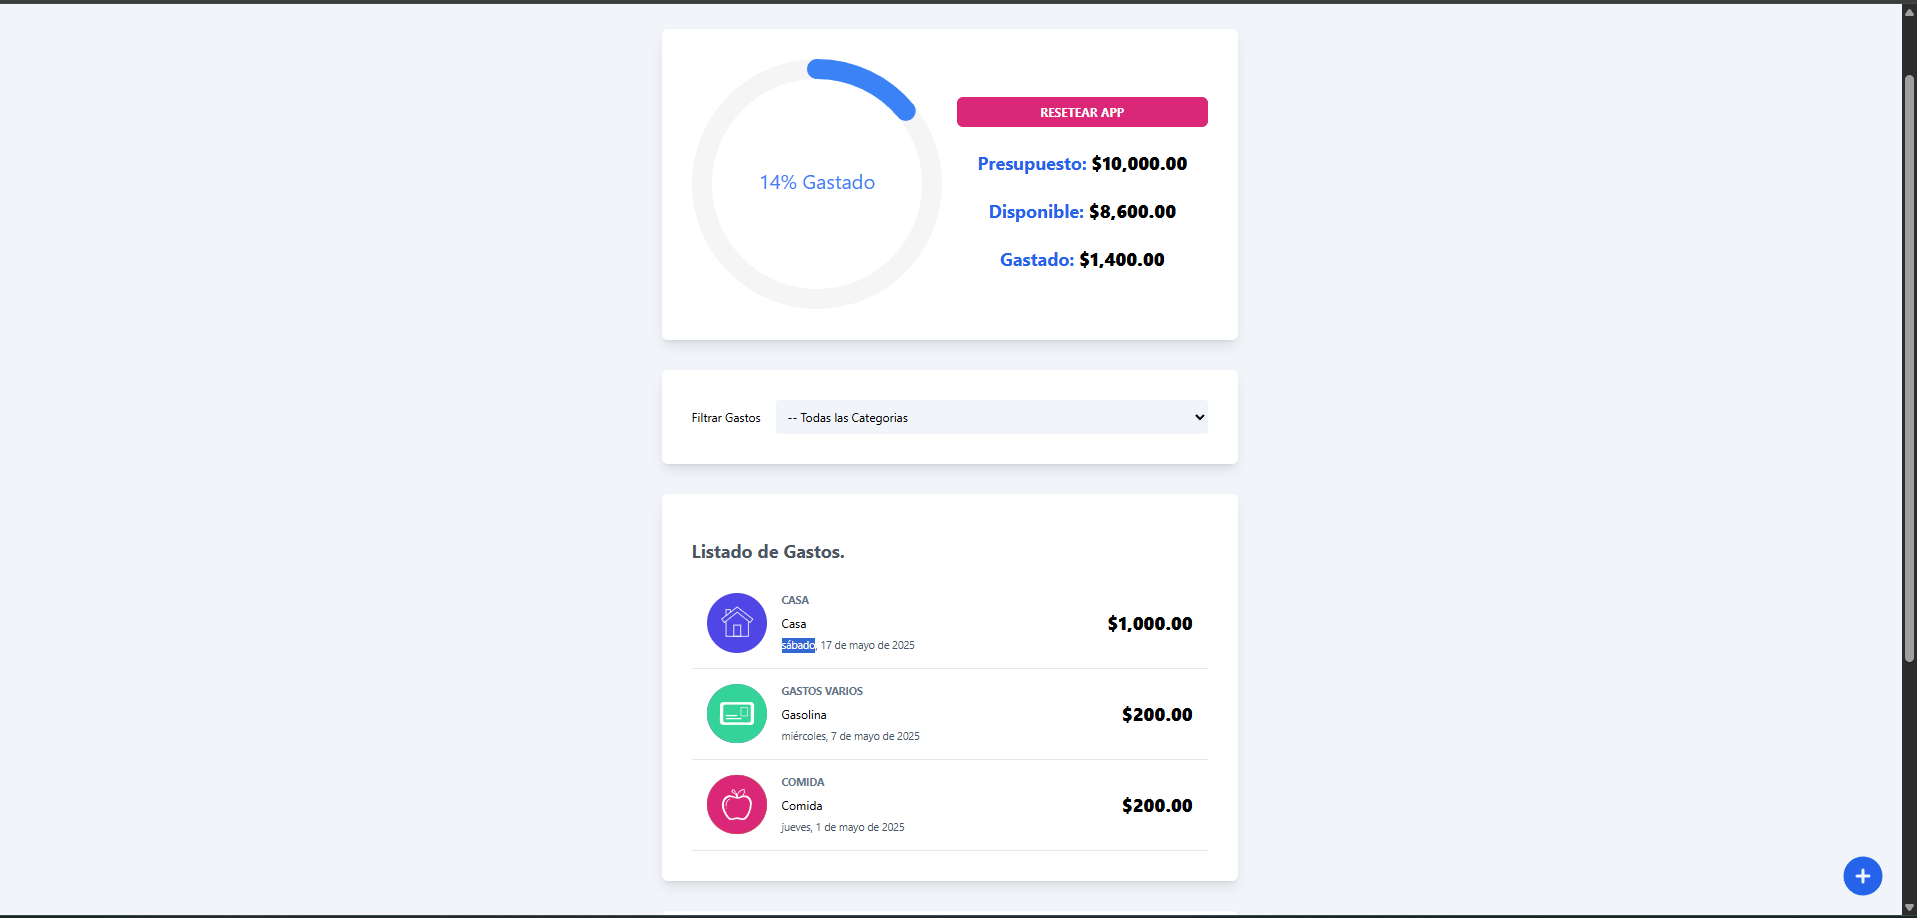 14% Gastado
RESETEAR APP
Presupuesto: $10,000.00
Disponible: $8,600.00
Gastado: $1,400.00
Filtrar Gastos
-- Todas las Categorias
Listado de Gastos.
CASA
Casa
sábado, 17 de mayo de 2025
$1,000.00
GASTOS VARIOS
Gasolina
miércoles, 7 de mayo de 2025
$200.00
COMIDA
Comida
jueves, 1 de mayo de 2025
$200.00